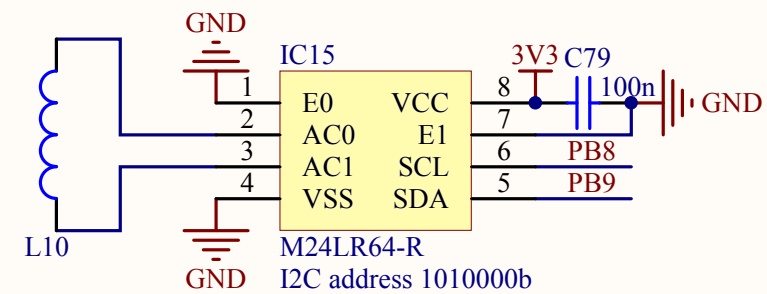 GND
IC15
3V3 C79
1 8 100n
E0 VCC GND
2 7
AC0 E1
3 6 PB8
AC1 SCL
4 5 PB9
VSS SDA
L10
M24LR64-R
GND
I2C address 1010000b